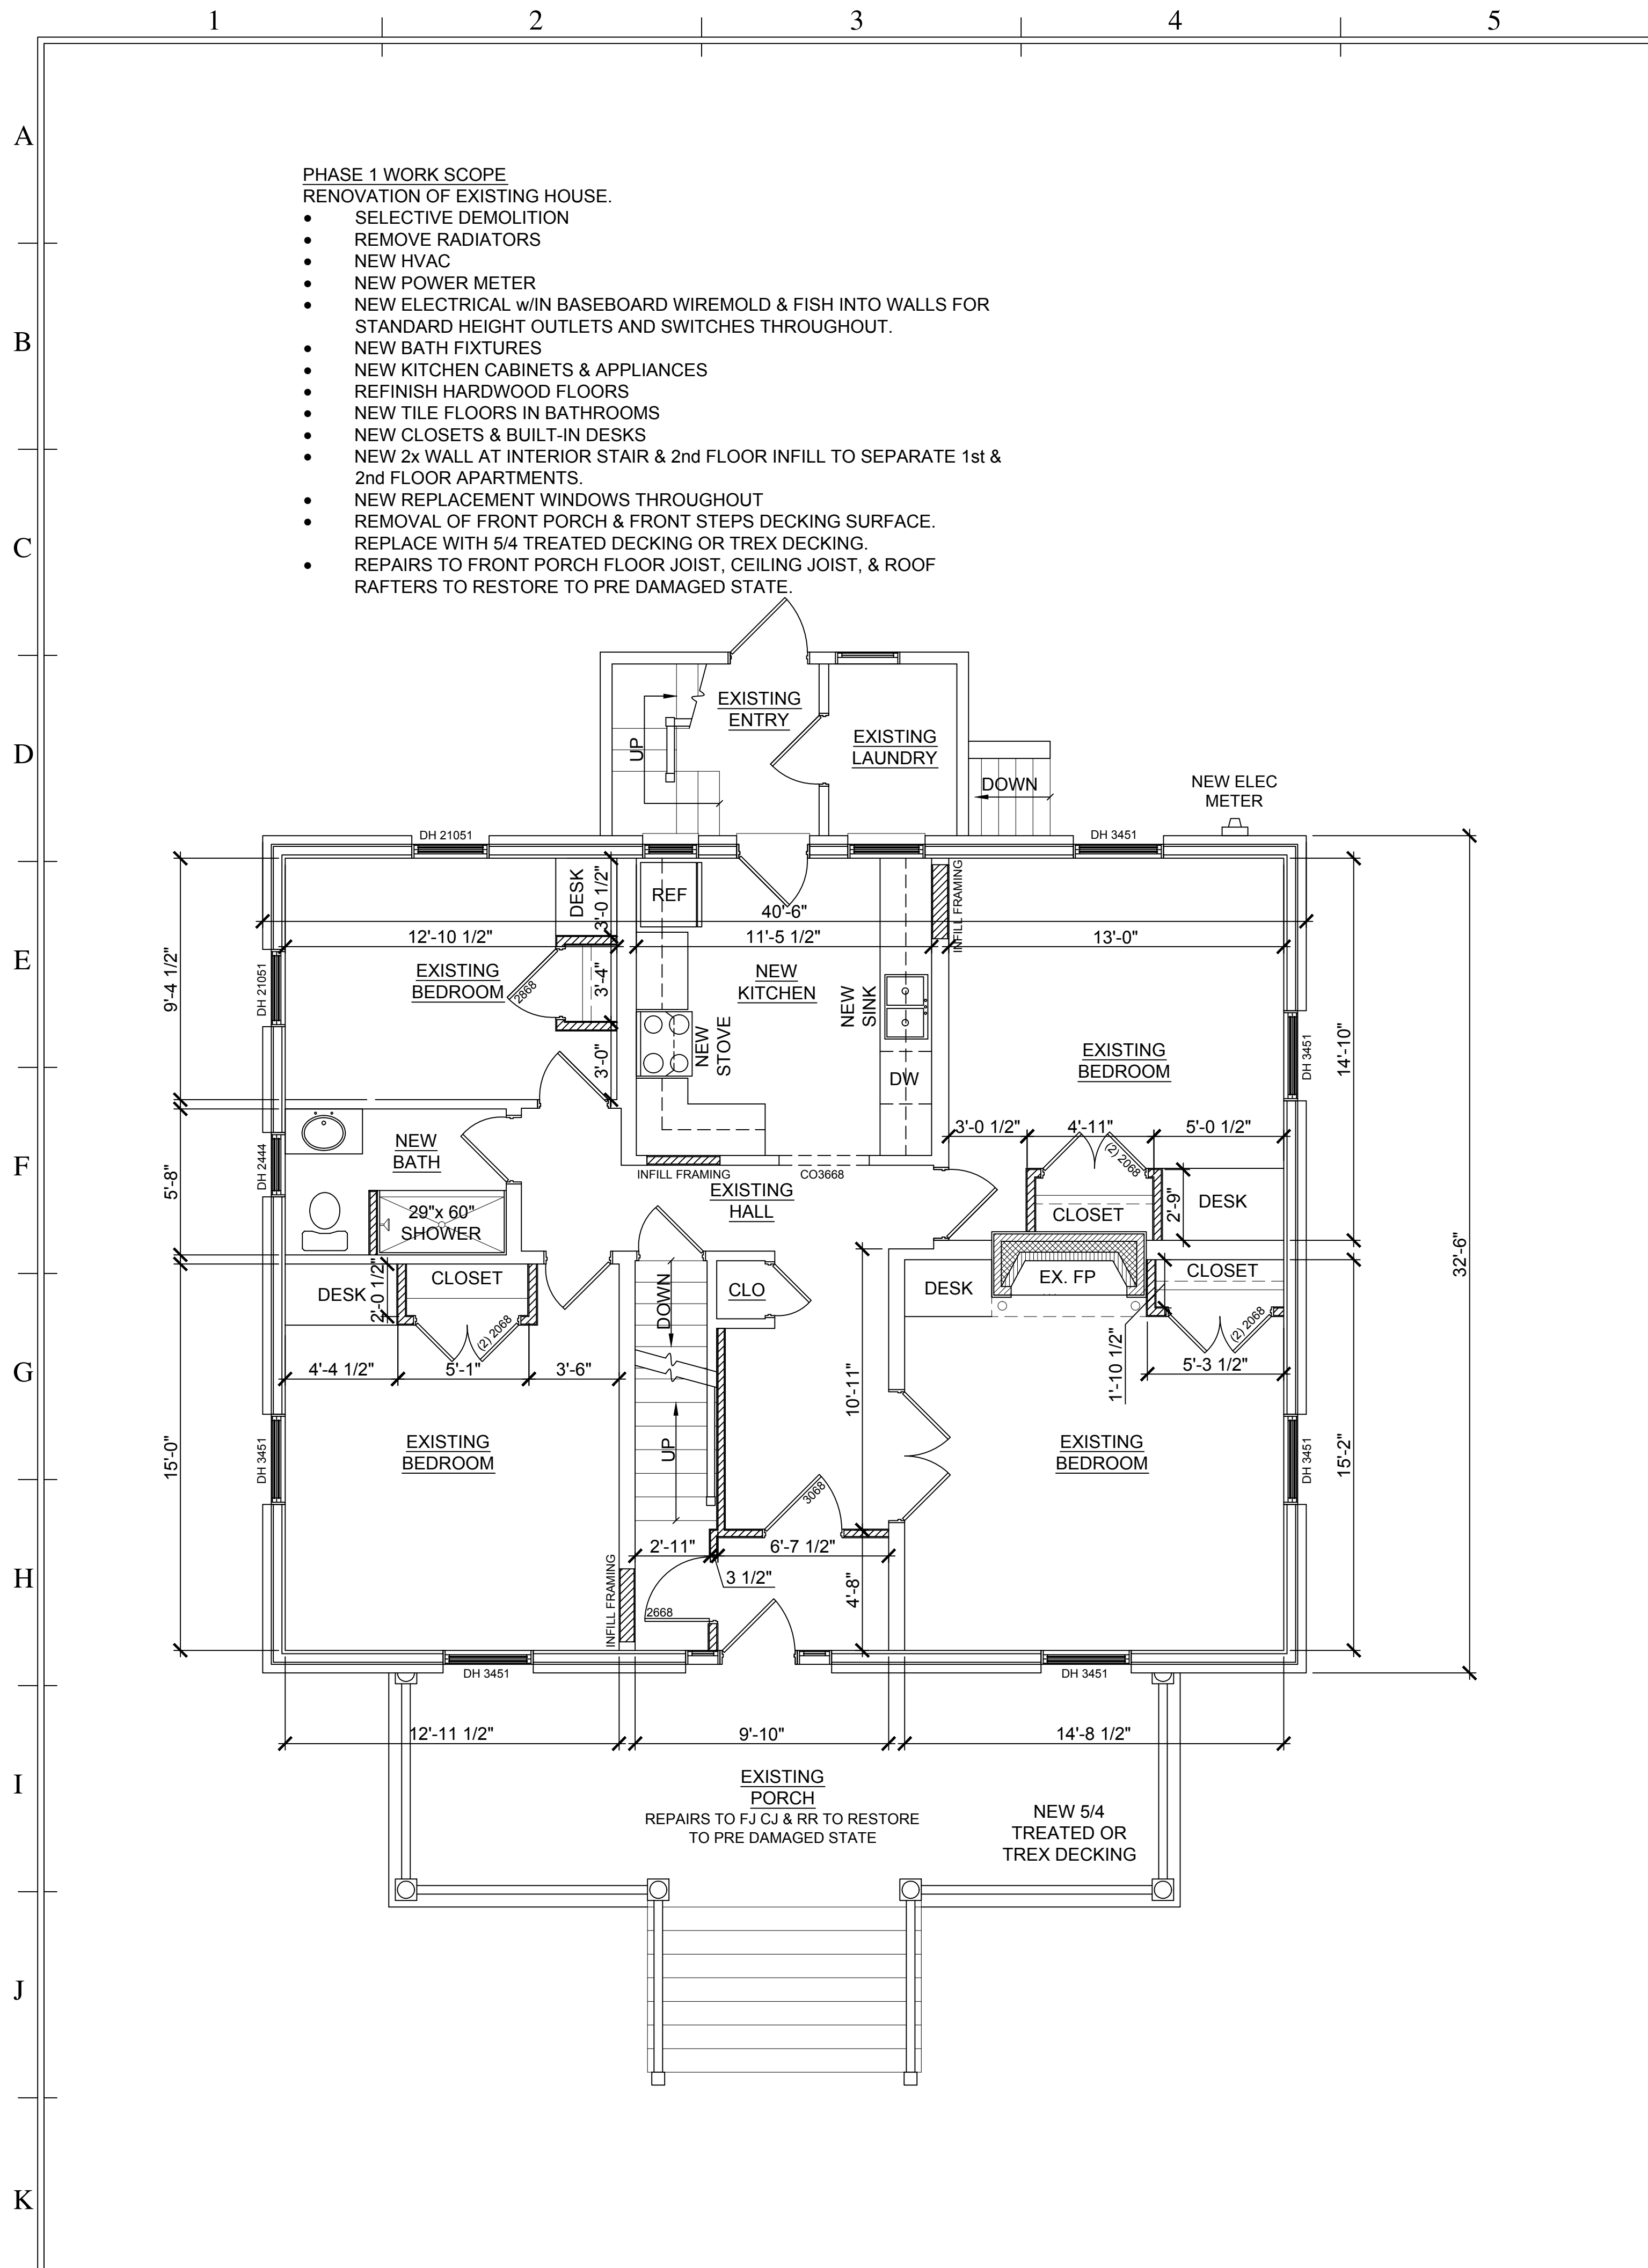 1 2 3 4 5
A
B
C
D
E
F
G
H
I
J
K
PHASE 1 WORK SCOPE
RENOVATION OF EXISTING HOUSE.
• SELECTIVE DEMOLITION
• REMOVE RADIATORS
• NEW HVAC
• NEW POWER METER
• NEW ELECTRICAL w/IN BASEBOARD WIREMOLD & FISH INTO WALLS FOR
STANDARD HEIGHT OUTLETS AND SWITCHES THROUGHOUT.
• NEW BATH FIXTURES
• NEW KITCHEN CABINETS & APPLIANCES
• REFINISH HARDWOOD FLOORS
• NEW TILE FLOORS IN BATHROOMS
• NEW CLOSETS & BUILT-IN DESKS
• NEW 2x WALL AT INTERIOR STAIR & 2nd FLOOR INFILL TO SEPARATE 1st &
2nd FLOOR APARTMENTS.
• NEW REPLACEMENT WINDOWS THROUGHOUT
• REMOVAL OF FRONT PORCH & FRONT STEPS DECKING SURFACE.
REPLACE WITH 5/4 TREATED DECKING OR TREX DECKING.
• REPAIRS TO FRONT PORCH FLOOR JOIST, CEILING JOIST, & ROOF
RAFTERS TO RESTORE TO PRE DAMAGED STATE.
EXISTING
ENTRY
EXISTING
LAUNDRY
UP
DOWN
NEW ELEC
METER
DH 21051
DH 3451
DESK
3'-0 1/2"
REF
INFILL FRAMING
40'-6"
12'-10 1/2"
11'-5 1/2"
13'-0"
9'-4 1/2"
DH 21051
EXISTING
BEDROOM
2868
3'-4"
NEW
KITCHEN
NEW
SINK
NEW
STOVE
3'-0"
DW
EXISTING
BEDROOM
DH 3451
14'-10"
5'-8"
DH 2444
NEW
BATH
3'-0 1/2"
4'-11"
5'-0 1/2"
(2) 2068
INFILL FRAMING
CO3668
EXISTING
HALL
29"x 60"
SHOWER
CLOSET
2'-9"
DESK
32'-6"
DESK
2'-0 1/2"
CLOSET
(2) 2068
DOWN
CLO
DESK
EX. FP
CLOSET
(2) 2068
4'-4 1/2"
5'-1"
3'-6"
10'-11"
1'-10 1/2"
5'-3 1/2"
15'-0"
DH 3451
EXISTING
BEDROOM
UP
EXISTING
BEDROOM
DH 3451
15'-2"
3068
2'-11"
6'-7 1/2"
3 1/2"
4'-8"
INFILL FRAMING
2668
DH 3451
DH 3451
12'-11 1/2"
9'-10"
14'-8 1/2"
EXISTING
PORCH
REPAIRS TO FJ CJ & RR TO RESTORE
TO PRE DAMAGED STATE
NEW 5/4
TREATED OR
TREX DECKING